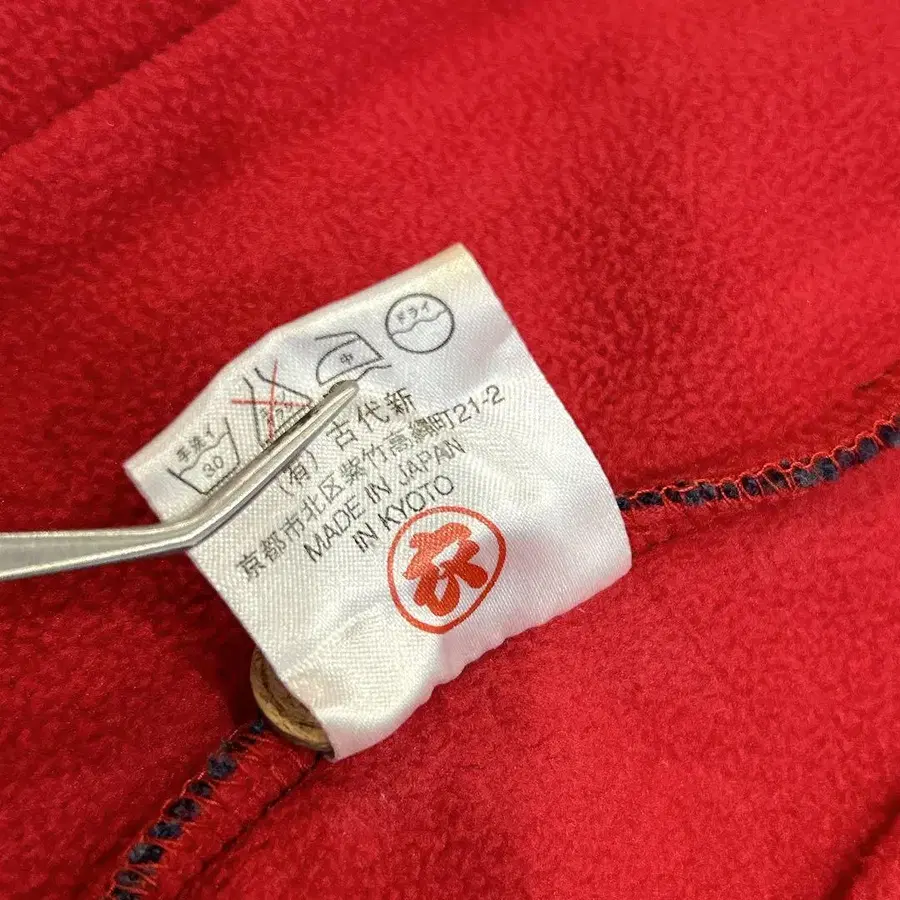 手洗イ
30
中
ドライ
(有) 古代新
京都市北区紫竹高縄町21-2
MADE IN JAPAN
IN KYOTO
衣